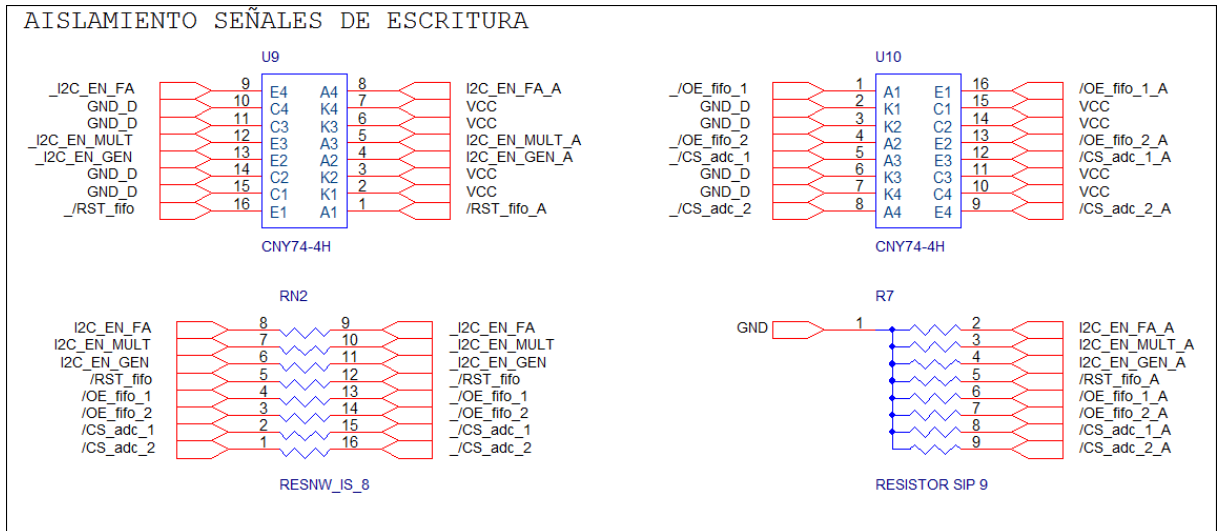 AISLAMIENTO SEÑALES DE ESCRITURA
U9
_I2C_EN_FA 9 E4 A4 8 I2C_EN_FA_A
GND_D 10 C4 K4 7 VCC
GND_D 11 C3 K3 6 VCC
_I2C_EN_MULT 12 E3 A3 5 I2C_EN_MULT_A
_I2C_EN_GEN 13 E2 A2 4 I2C_EN_GEN_A
GND_D 14 C2 K2 3 VCC
GND_D 15 C1 K1 2 VCC
_/RST_fifo 16 E1 A1 1 /RST_fifo_A
CNY74-4H
U10
_/OE_fifo_1 1 A1 E1 16 /OE_fifo_1_A
GND_D 2 K1 C1 15 VCC
GND_D 3 K2 C2 14 VCC
_/OE_fifo_2 4 A2 E2 13 /OE_fifo_2_A
_/CS_adc_1 5 A3 E3 12 /CS_adc_1_A
GND_D 6 K3 C3 11 VCC
GND_D 7 K4 C4 10 VCC
_/CS_adc_2 8 A4 E4 9 /CS_adc_2_A
CNY74-4H
RN2
I2C_EN_FA 8 9 _I2C_EN_FA
I2C_EN_MULT 7 10 _I2C_EN_MULT
I2C_EN_GEN 6 11 _I2C_EN_GEN
/RST_fifo 5 12 _/RST_fifo
/OE_fifo_1 4 13 _/OE_fifo_1
/OE_fifo_2 3 14 _/OE_fifo_2
/CS_adc_1 2 15 _/CS_adc_1
/CS_adc_2 1 16 _/CS_adc_2
RESNW_IS_8
R7
GND 1 2 I2C_EN_FA_A
3 I2C_EN_MULT_A
4 I2C_EN_GEN_A
5 /RST_fifo_A
6 /OE_fifo_1_A
7 /OE_fifo_2_A
8 /CS_adc_1_A
9 /CS_adc_2_A
RESISTOR SIP 9